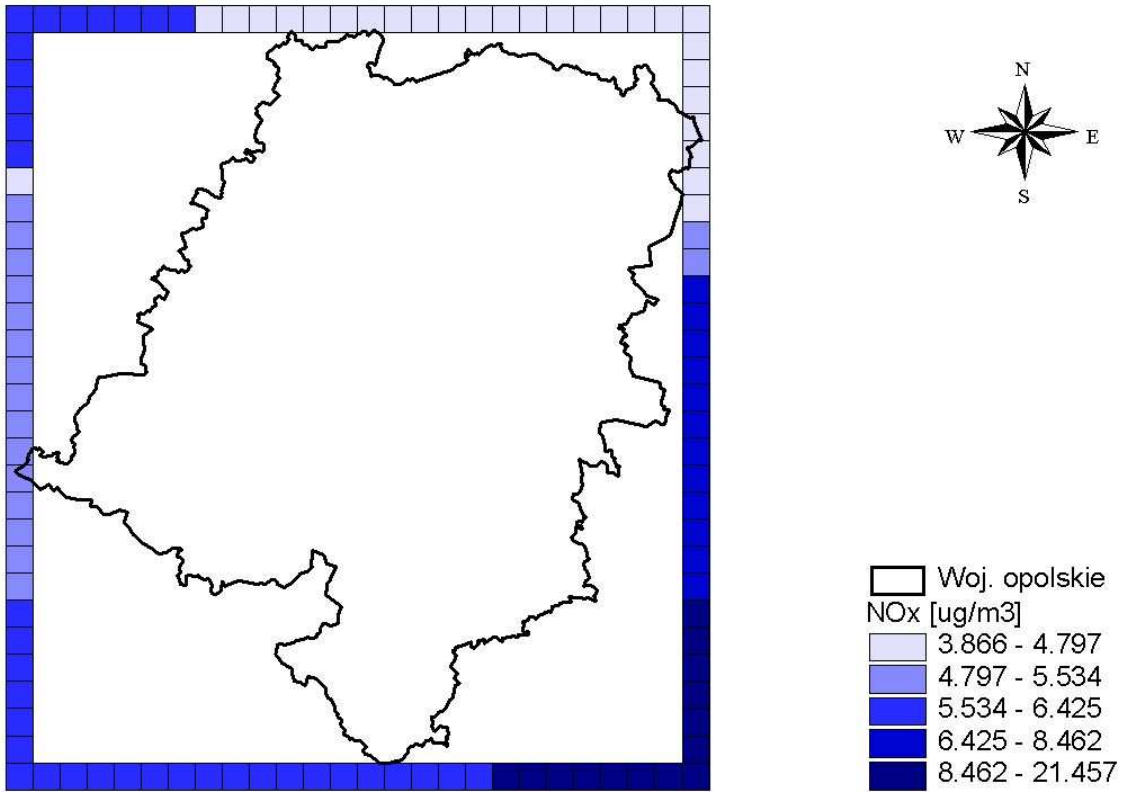 N
W E
S
Woj. opolskie
NOx [ug/m3]
3.866 - 4.797
4.797 - 5.534
5.534 - 6.425
6.425 - 8.462
8.462 - 21.457